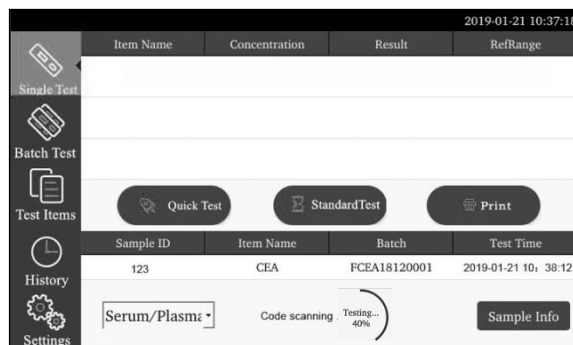 2019-01-21 10:37:18
Item Name Concentration Result RefRange
Single Test
Batch Test
Test Items
Quick Test StandardTest Print
Sample ID Item Name Batch Test Time
123 CEA FCEA18120001 2019-01-21 10: 38:12
History
Serum/Plasma Code scanning Testing...
40%
Sample Info
Settings